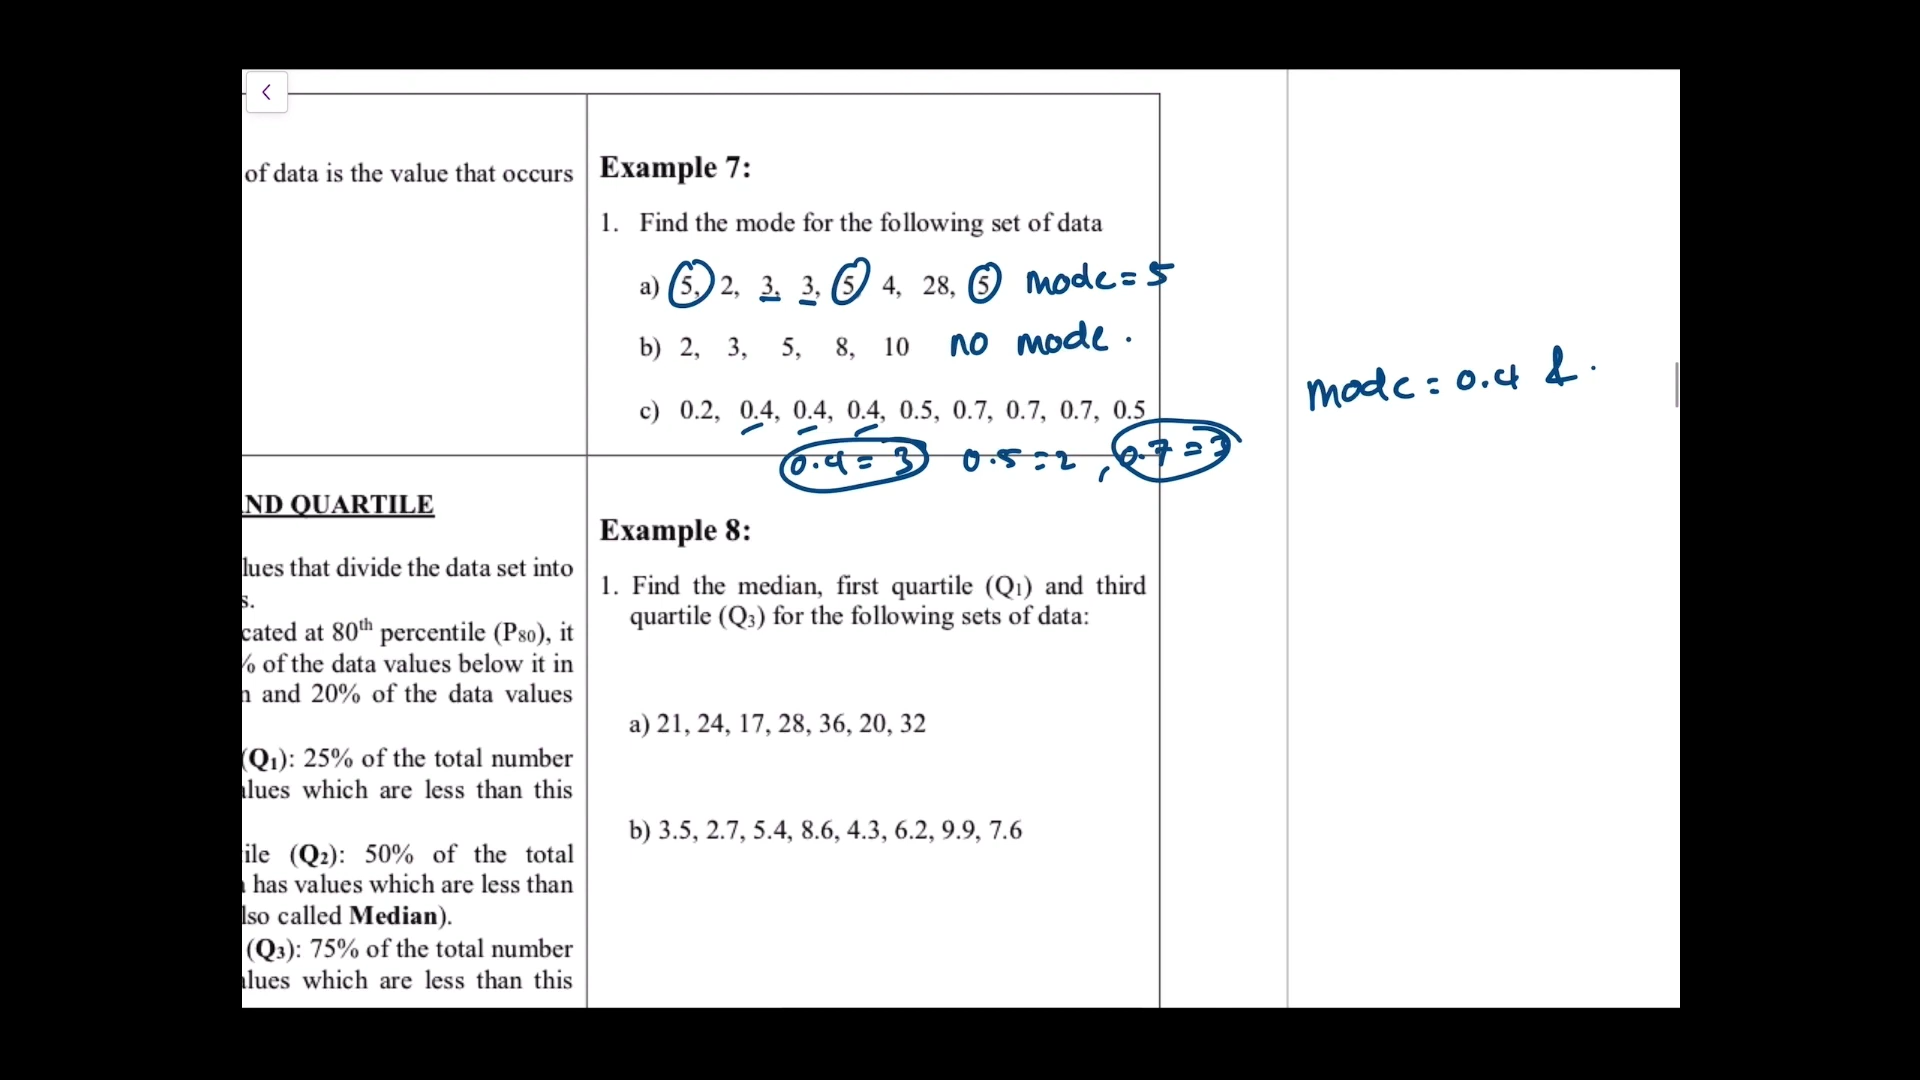 of data is the value that occurs
Example 7:
1. Find the mode for the following set of data
a) 5, 2, 3, 3, 5 4, 28, 5 mode = 5
b) 2, 3, 5, 8, 10 no mode.
c) 0.2, 0.4, 0.4, 0.4, 0.5, 0.7, 0.7, 0.7, 0.5
0.4 = 3 0.5 = 2 , 0.7 = 3
mode = 0.4 & .
ND QUARTILE
lues that divide the data set into
s.
cated at 80th percentile (P80), it
% of the data values below it in
n and 20% of the data values
(Q1): 25% of the total number
lues which are less than this
ile (Q2): 50% of the total
has values which are less than
lso called Median).
(Q3): 75% of the total number
lues which are less than this
Example 8:
1. Find the median, first quartile (Q1) and third
quartile (Q3) for the following sets of data:
a) 21, 24, 17, 28, 36, 20, 32
b) 3.5, 2.7, 5.4, 8.6, 4.3, 6.2, 9.9, 7.6